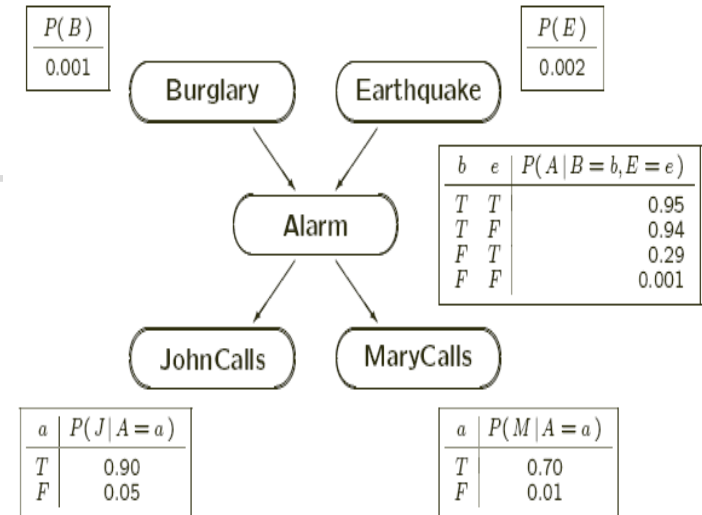 P(B)
0.001
P(E)
0.002
Burglary
Earthquake
b e P(A|B=b,E=e)
T T 0.95
T F 0.94
F T 0.29
F F 0.001
Alarm
JohnCalls
MaryCalls
a P(J|A=a)
T 0.90
F 0.05
a P(M|A=a)
T 0.70
F 0.01